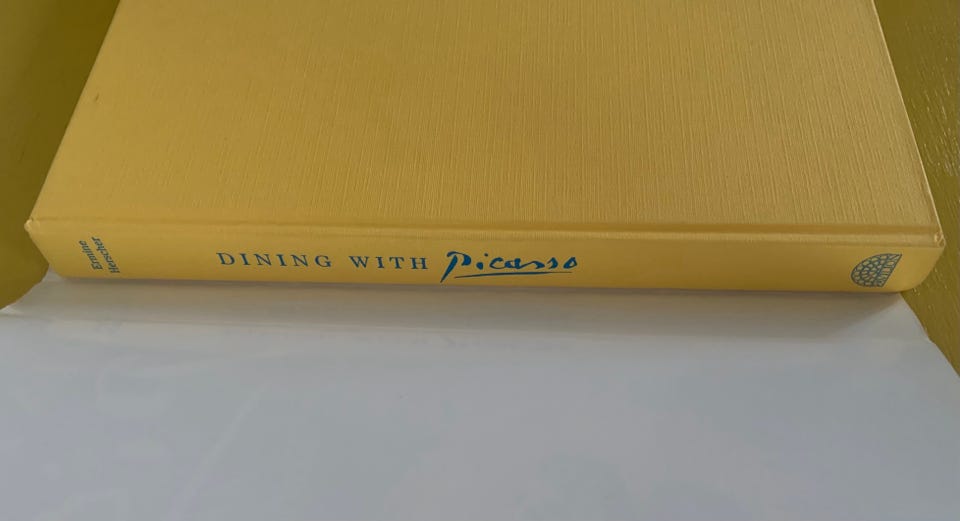 Ermine
Herscher
DINING WITH Picasso